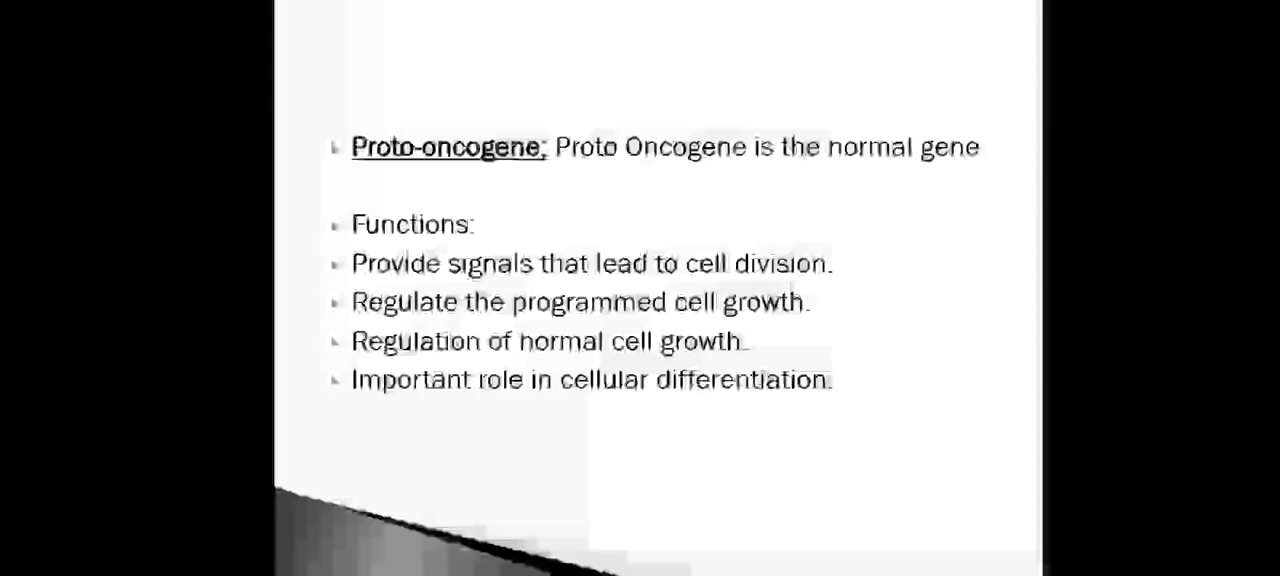 Proto-oncogene; Proto Oncogene is the normal gene
Functions:
Provide signals that lead to cell division.
Regulate the programmed cell growth.
Regulation of normal cell growth.
Important role in cellular differentiation.